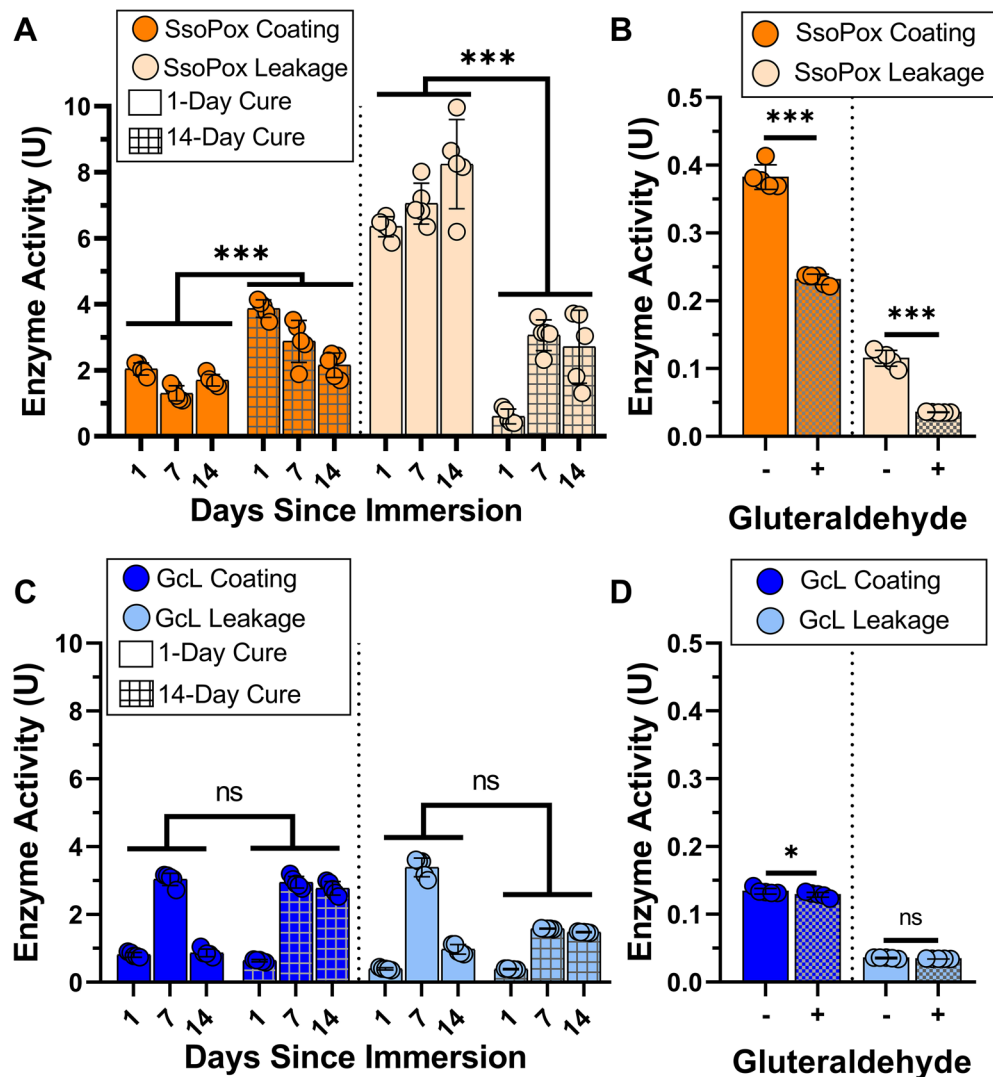 A
SsoPox Coating
SsoPox Leakage
1-Day Cure
14-Day Cure
***
***
Enzyme Activity (U)
10
8
6
4
2
0
1 7 14 1 7 14 1 7 14 1 7 14
Days Since Immersion
B
SsoPox Coating
SsoPox Leakage
***
***
Enzyme Activity (U)
0.5
0.4
0.3
0.2
0.1
0.0
- + - +
Gluteraldehyde
C
GcL Coating
GcL Leakage
1-Day Cure
14-Day Cure
ns
ns
Enzyme Activity (U)
10
8
6
4
2
0
1 7 14 1 7 14 1 7 14 1 7 14
Days Since Immersion
D
GcL Coating
GcL Leakage
*
ns
Enzyme Activity (U)
0.5
0.4
0.3
0.2
0.1
0.0
- + - +
Gluteraldehyde